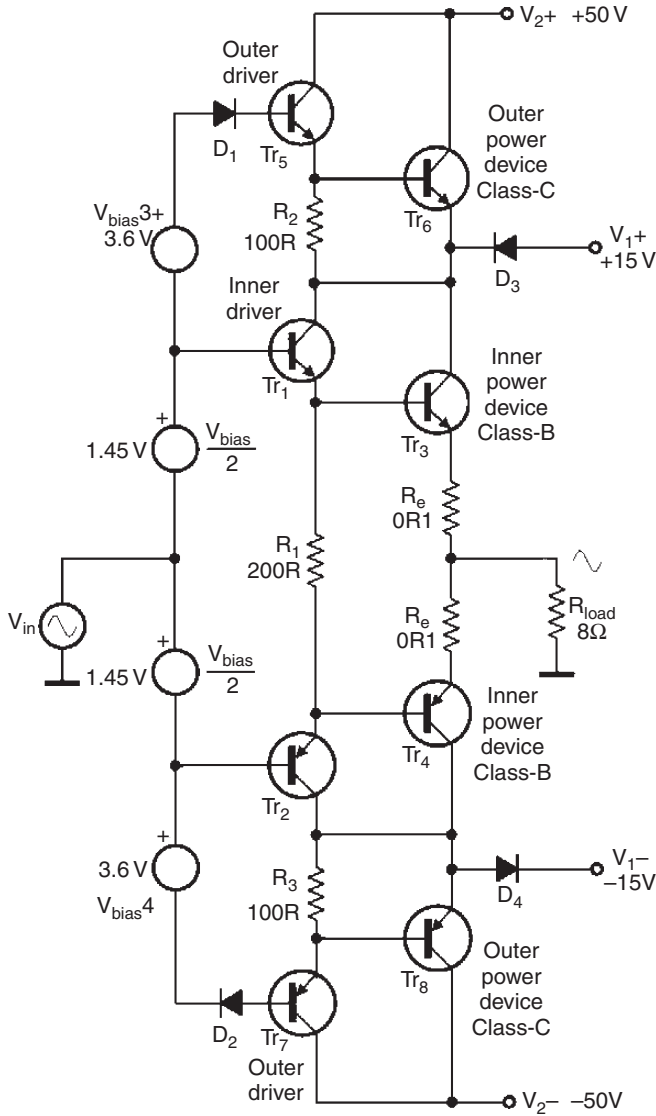 V2+ +50 V
Outer
driver
D1
Tr5
Outer
power
device
Class-C
Tr6
Vbias3+
3.6 V
R2
100R
V1+
+15 V
D3
Inner
driver
Tr1
Inner
power
device
Class-B
Tr3
+
1.45 V
Vbias
2
Re
0R1
R1
200R
Vin
Rload
8Ω
Re
0R1
+
1.45 V
Vbias
2
Inner
power
device
Class-B
Tr4
Tr2
+
3.6 V
Vbias4
R3
100R
V1–
–15 V
D4
Tr8
Outer
power
device
Class-C
D2
Tr7
Outer
driver
V2– –50 V